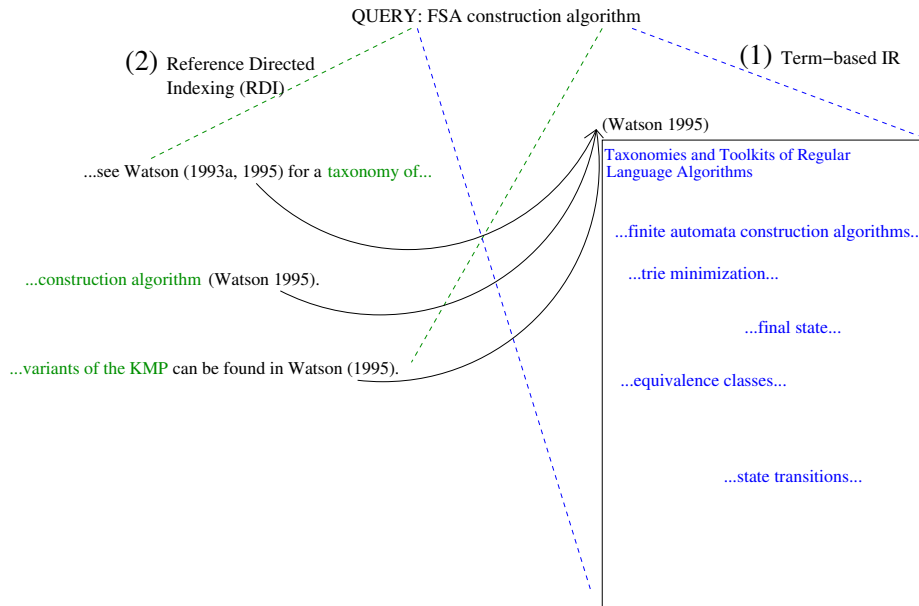 QUERY: FSA construction algorithm
(2) Reference Directed
Indexing (RDI)
(1) Term−based IR
(Watson 1995)
Taxonomies and Toolkits of Regular
Language Algorithms
...see Watson (1993a, 1995) for a taxonomy of...
...finite automata construction algorithms...
...trie minimization...
...construction algorithm (Watson 1995).
...final state...
...variants of the KMP can be found in Watson (1995).
...equivalence classes...
...state transitions...